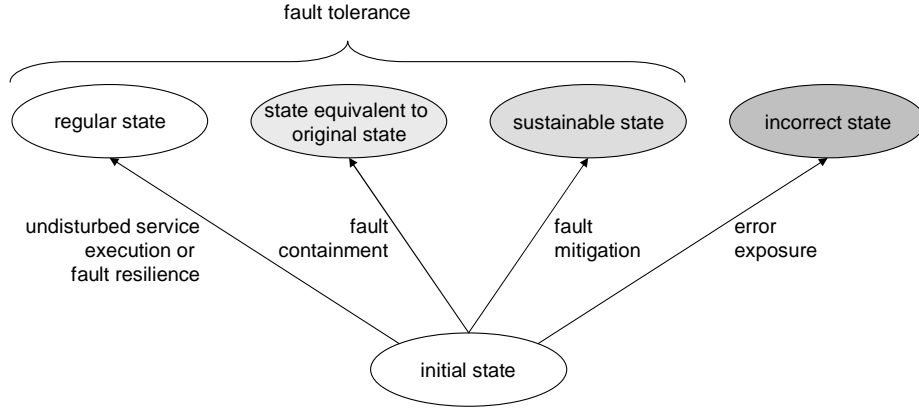 fault tolerance
regular state
state equivalent to
original state
sustainable state
incorrect state
undisturbed service
execution or
fault resilience
fault
containment
fault
mitigation
error
exposure
initial state